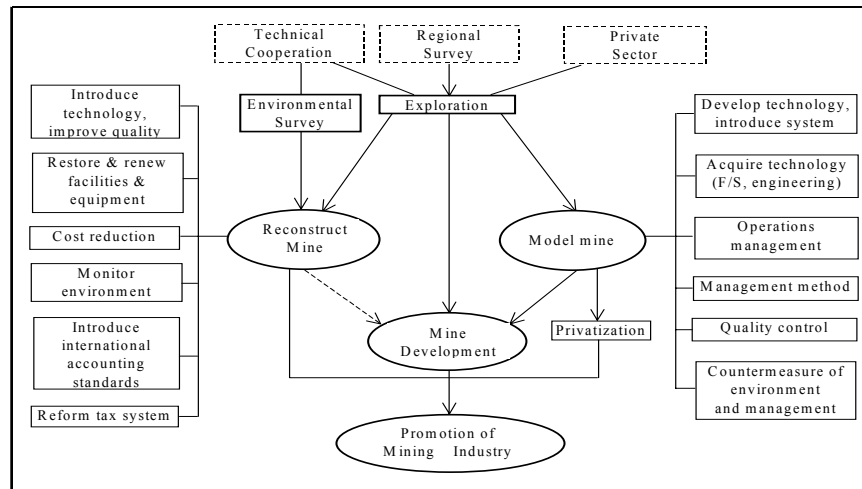 Technical
Cooperation
Regional
Survey
Private
Sector
Environmental
Survey
Exploration
Introduce
technology,
improve quality
Restore & renew
facilities &
equipment
Cost reduction
Monitor
environment
Introduce
international
accounting
standards
Reform tax system
Reconstruct
Mine
Model mine
Mine
Development
Privatization
Promotion of
Mining Industry
Develop technology,
introduce system
Acquire technology
(F/S, engineering)
Operations
management
Management method
Quality control
Countermeasure of
environment
and management